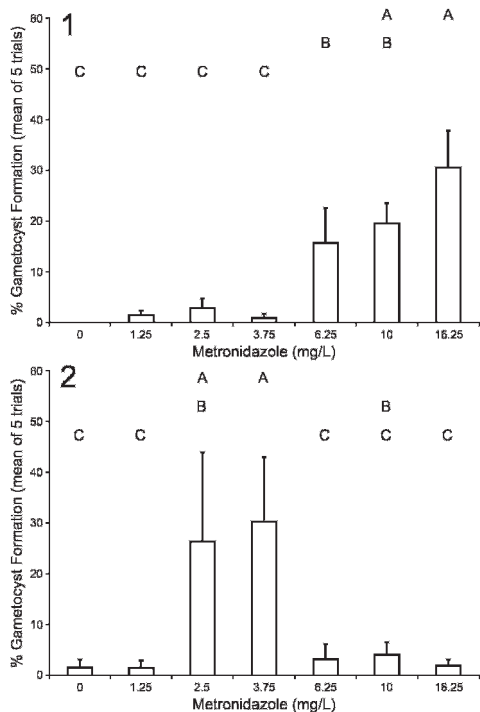 1
% Gametocyst Formation (mean of 5 trials)
60
50
40
30
20
10
0
A A
B B
C C C C
0 1.25 2.5 3.75 6.25 10 16.25
Metronidazole (mg/L)
2
% Gametocyst Formation (mean of 5 trials)
60
50
40
30
20
10
0
A A
B B
C C C C C
0 1.25 2.5 3.75 6.25 10 16.25
Metronidazole (mg/L)